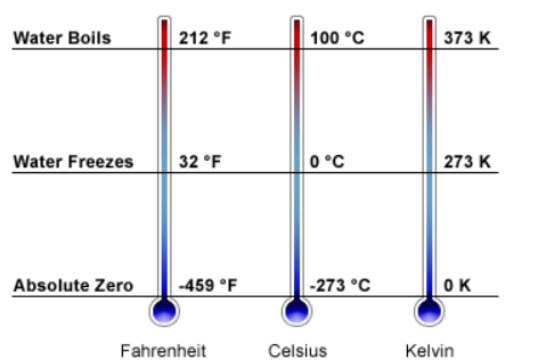 Water Boils 212 °F 100 °C 373 K
Water Freezes 32 °F 0 °C 273 K
Absolute Zero -459 °F -273 °C 0 K
Fahrenheit Celsius Kelvin